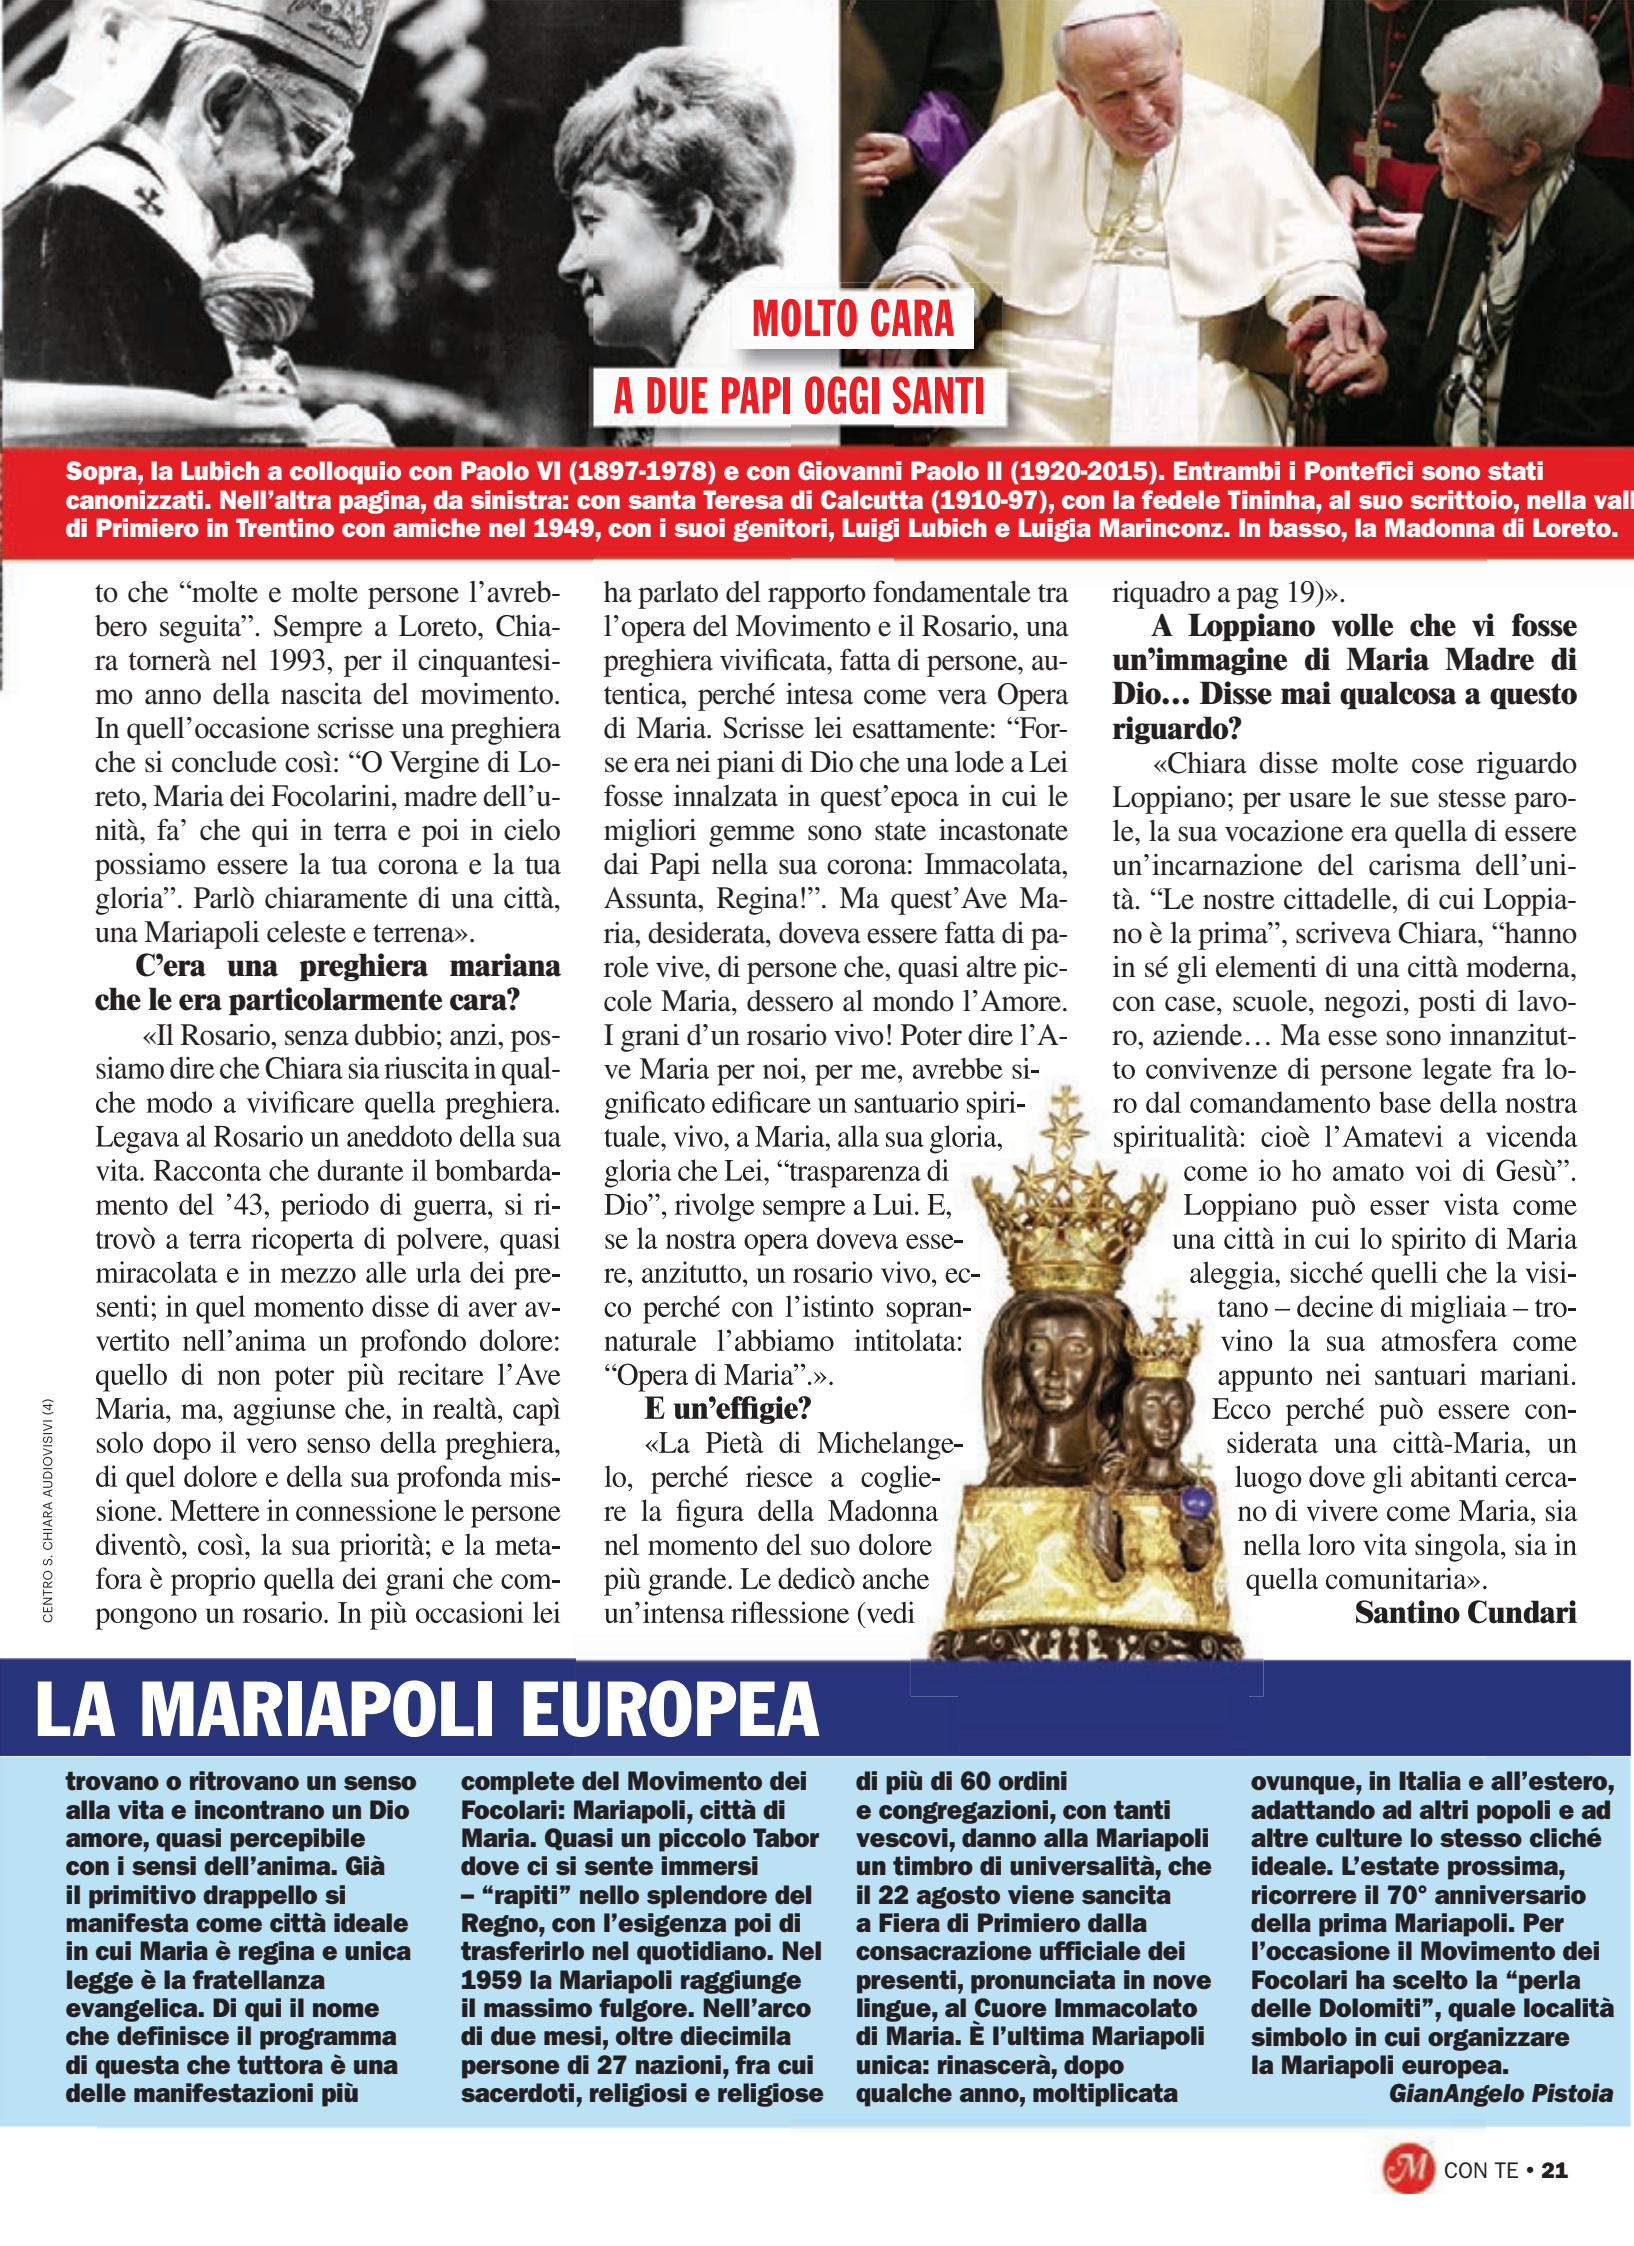 MOLTO CARA
A DUE PAPI OGGI SANTI
Sopra, la Lubich a colloquio con Paolo VI (1897-1978) e con Giovanni Paolo II (1920-2015). Entrambi i Pontefici sono stati
canonizzati. Nell'altra pagina, da sinistra: con santa Teresa di Calcutta (1910-97), con la fedele Tininha, al suo scrittoio, nella vall
di Primiero in Trentino con amiche nel 1949, con i suoi genitori, Luigi Lubich e Luigia Marinconz. In basso, la Madonna di Loreto.
to che “molte e molte persone l'avreb-
bero seguita”. Sempre a Loreto, Chia-
ra tornerà nel 1993, per il cinquantesi-
mo anno della nascita del movimento.
In quell'occasione scrisse una preghiera
che si conclude così: “O Vergine di Lo-
reto, Maria dei Focolarini, madre dell'u-
nità, fa' che qui in terra e poi in cielo
possiamo essere la tua corona e la tua
gloria”. Parlò chiaramente di una città,
una Mariapoli celeste e terrena».
C'era una preghiera mariana
che le era particolarmente cara?
«Il Rosario, senza dubbio; anzi, pos-
siamo dire che Chiara sia riuscita in qual-
che modo a vivificare quella preghiera.
Legava al Rosario un aneddoto della sua
vita. Racconta che durante il bombarda-
mento del '43, periodo di guerra, si ri-
trovò a terra ricoperta di polvere, quasi
miracolata e in mezzo alle urla dei pre-
senti; in quel momento disse di aver av-
vertito nell'anima un profondo dolore:
quello di non poter più recitare l'Ave
Maria, ma, aggiunse che, in realtà, capì
solo dopo il vero senso della preghiera,
di quel dolore e della sua profonda mis-
sione. Mettere in connessione le persone
diventò, così, la sua priorità; e la meta-
fora è proprio quella dei grani che com-
pongono un rosario. In più occasioni lei
ha parlato del rapporto fondamentale tra
l'opera del Movimento e il Rosario, una
preghiera vivificata, fatta di persone, au-
tentica, perché intesa come vera Opera
di Maria. Scrisse lei esattamente: “For-
se era nei piani di Dio che una lode a Lei
fosse innalzata in quest'epoca in cui le
migliori gemme sono state incastonate
dai Papi nella sua corona: Immacolata,
Assunta, Regina!”. Ma quest'Ave Ma-
ria, desiderata, doveva essere fatta di pa-
role vive, di persone che, quasi altre pic-
cole Maria, dessero al mondo l'Amore.
I grani d'un rosario vivo! Poter dire l'A-
ve Maria per noi, per me, avrebbe si-
gnificato edificare un santuario spiri-
tuale, vivo, a Maria, alla sua gloria,
gloria che Lei, “trasparenza di
Dio”, rivolge sempre a Lui. E,
se la nostra opera doveva esse-
re, anzitutto, un rosario vivo, ec-
co perché con l'istinto sopran-
naturale l'abbiamo intitolata:
“Opera di Maria”.».
E un'effigie?
«La Pietà di Michelange-
lo, perché riesce a coglie-
re la figura della Madonna
nel momento del suo dolore
più grande. Le dedicò anche
un'intensa riflessione (vedi
riquadro a pag 19)».
A Loppiano volle che vi fosse
un'immagine di Maria Madre di
Dio… Disse mai qualcosa a questo
riguardo?
«Chiara disse molte cose riguardo
Loppiano; per usare le sue stesse paro-
le, la sua vocazione era quella di essere
un'incarnazione del carisma dell'uni-
tà. “Le nostre cittadelle, di cui Loppia-
no è la prima”, scriveva Chiara, “hanno
in sé gli elementi di una città moderna,
con case, scuole, negozi, posti di lavo-
ro, aziende… Ma esse sono innanzitut-
to convivenze di persone legate fra lo-
ro dal comandamento base della nostra
spiritualità: cioè l'Amatevi a vicenda
come io ho amato voi di Gesù”.
Loppiano può esser vista come
una città in cui lo spirito di Maria
aleggia, sicché quelli che la visi-
tano – decine di migliaia – tro-
vino la sua atmosfera come
appunto nei santuari mariani.
Ecco perché può essere con-
siderata una città-Maria, un
luogo dove gli abitanti cerca-
no di vivere come Maria, sia
nella loro vita singola, sia in
quella comunitaria».
Santino Cundari
CENTRO S. CHIARA AUDIOVISIVI (4)
LA MARIAPOLI EUROPEA
trovano o ritrovano un senso
alla vita e incontrano un Dio
amore, quasi percepibile
con i sensi dell'anima. Già
il primitivo drappello si
manifesta come città ideale
in cui Maria è regina e unica
legge è la fratellanza
evangelica. Di qui il nome
che definisce il programma
di questa che tuttora è una
delle manifestazioni più
complete del Movimento dei
Focolari: Mariapoli, città di
Maria. Quasi un piccolo Tabor
dove ci si sente immersi
– “rapiti” nello splendore del
Regno, con l'esigenza poi di
trasferirlo nel quotidiano. Nel
1959 la Mariapoli raggiunge
il massimo fulgore. Nell'arco
di due mesi, oltre diecimila
persone di 27 nazioni, fra cui
sacerdoti, religiosi e religiose
di più di 60 ordini
e congregazioni, con tanti
vescovi, danno alla Mariapoli
un timbro di universalità, che
il 22 agosto viene sancita
a Fiera di Primiero dalla
consacrazione ufficiale dei
presenti, pronunciata in nove
lingue, al Cuore Immacolato
di Maria. È l'ultima Mariapoli
unica: rinascerà, dopo
qualche anno, moltiplicata
ovunque, in Italia e all'estero,
adattando ad altri popoli e ad
altre culture lo stesso cliché
ideale. L'estate prossima,
ricorrere il 70° anniversario
della prima Mariapoli. Per
l'occasione il Movimento dei
Focolari ha scelto la “perla
delle Dolomiti”, quale località
simbolo in cui organizzare
la Mariapoli europea.
GianAngelo Pistoia
M CON TE • 21